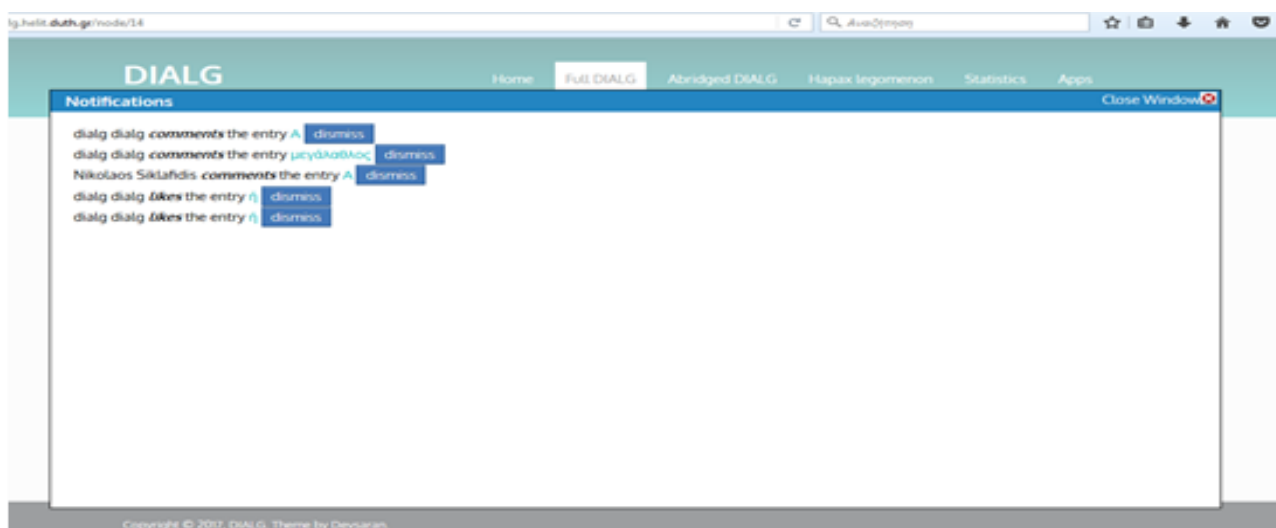 lg.helit.duth.gr/node/14 Αναζήτηση
DIALG Home Full DIALG Abridged DIALG Hapax legomenon Statistics Apps
Notifications Close Window
dialg dialg comments the entry A dismiss
dialg dialg comments the entry μεγάλαθλος dismiss
Nikolaos Siklafidis comments the entry A dismiss
dialg dialg likes the entry ἡ dismiss
dialg dialg likes the entry ἡ dismiss
Copyright © 2017, DIALG. Theme by Devsaran.